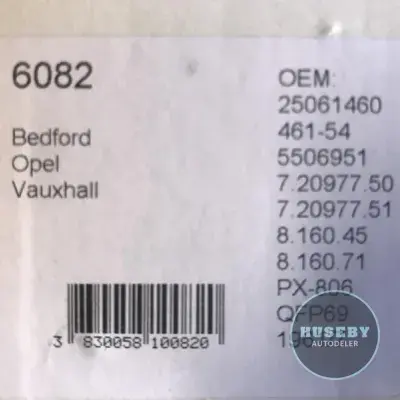 6082
Bedford
Opel
Vauxhall
OEM:
25061460
461-54
5506951
7.20977.50
7.20977.51
8.160.45
8.160.71
PX-806
QFP69
3 830058 100820
HUSEBY
AUTODELER